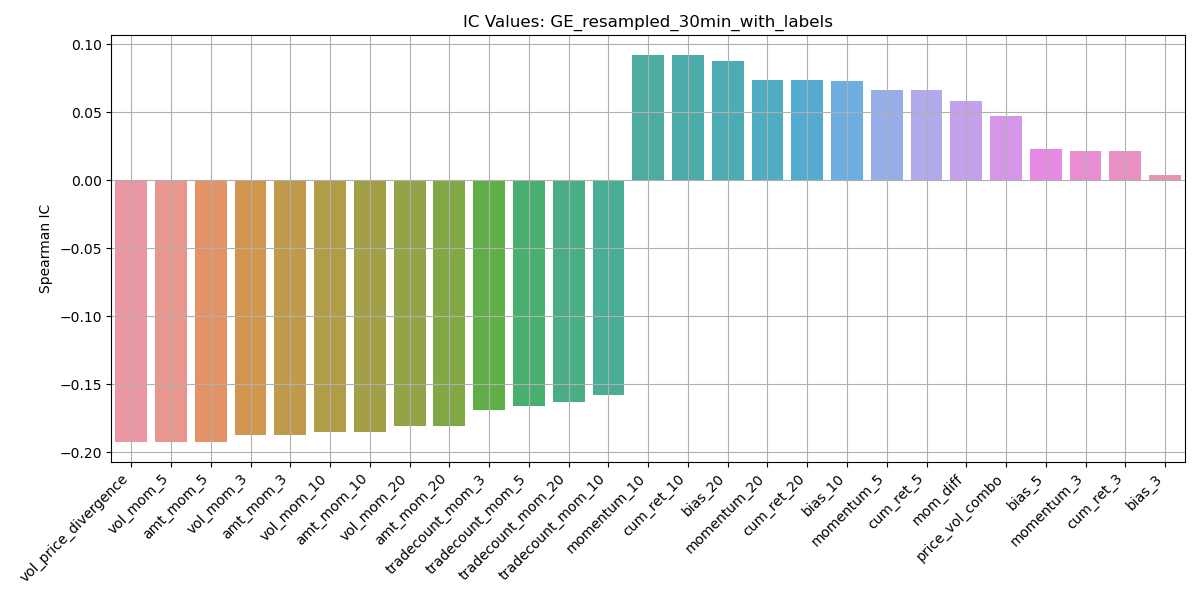 IC Values: GE_resampled_30min_with_labels
Spearman IC
0.10
0.05
0.00
−0.05
−0.10
−0.15
−0.20
vol_price_divergence
vol_mom_5
amt_mom_5
vol_mom_3
amt_mom_3
vol_mom_10
amt_mom_10
vol_mom_20
amt_mom_20
tradecount_mom_3
tradecount_mom_5
tradecount_mom_20
tradecount_mom_10
momentum_10
cum_ret_10
bias_20
momentum_20
cum_ret_20
bias_10
momentum_5
cum_ret_5
mom_diff
price_vol_combo
bias_5
momentum_3
cum_ret_3
bias_3